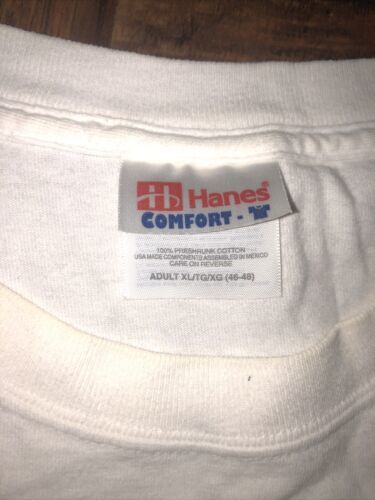 Hanes®
COMFORT -
100% PRESHRUNK COTTON
USA MADE COMPONENTS ASSEMBLED IN MEXICO
CARE ON REVERSE
ADULT XL/TG/XG (46-48)